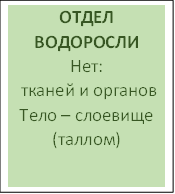 ОТДЕЛ
ВОДОРОСЛИ
Нет:
тканей и органов
Тело – слоевище
(таллом)